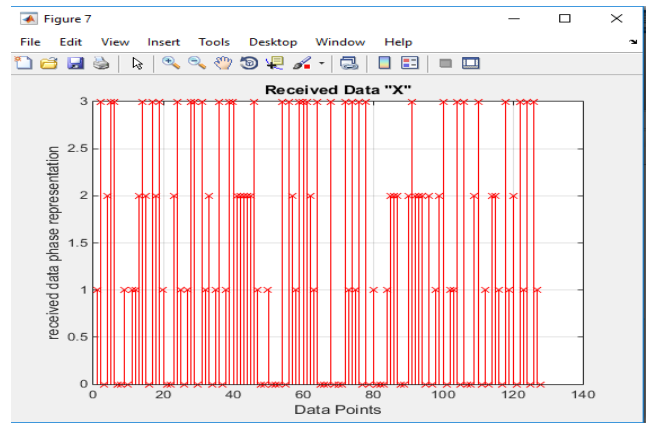 Figure 7
File Edit View Insert Tools Desktop Window Help
Received Data "X"
received data phase representation
3
2.5
2
1.5
1
0.5
0
0 20 40 60 80 100 120 140
Data Points